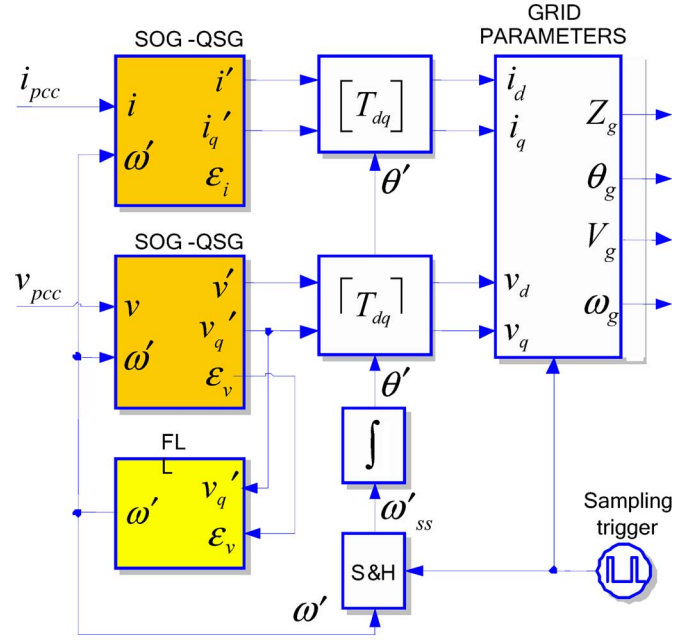 GRID
PARAMETERS
SOG -QSG
i_pcc
i
ω′
i′
i_q′
ε_i
[T_dq]
θ′
i_d
i_q
Z_g
θ_g
V_g
ω_g
SOG -QSG
v_pcc
v
ω′
v′
v_q′
ε_v
[T_dq]
θ′
v_d
v_q
FL
L
ω′
v_q′
ε_v
∫
ω′_ss
S&H
ω′
Sampling
trigger